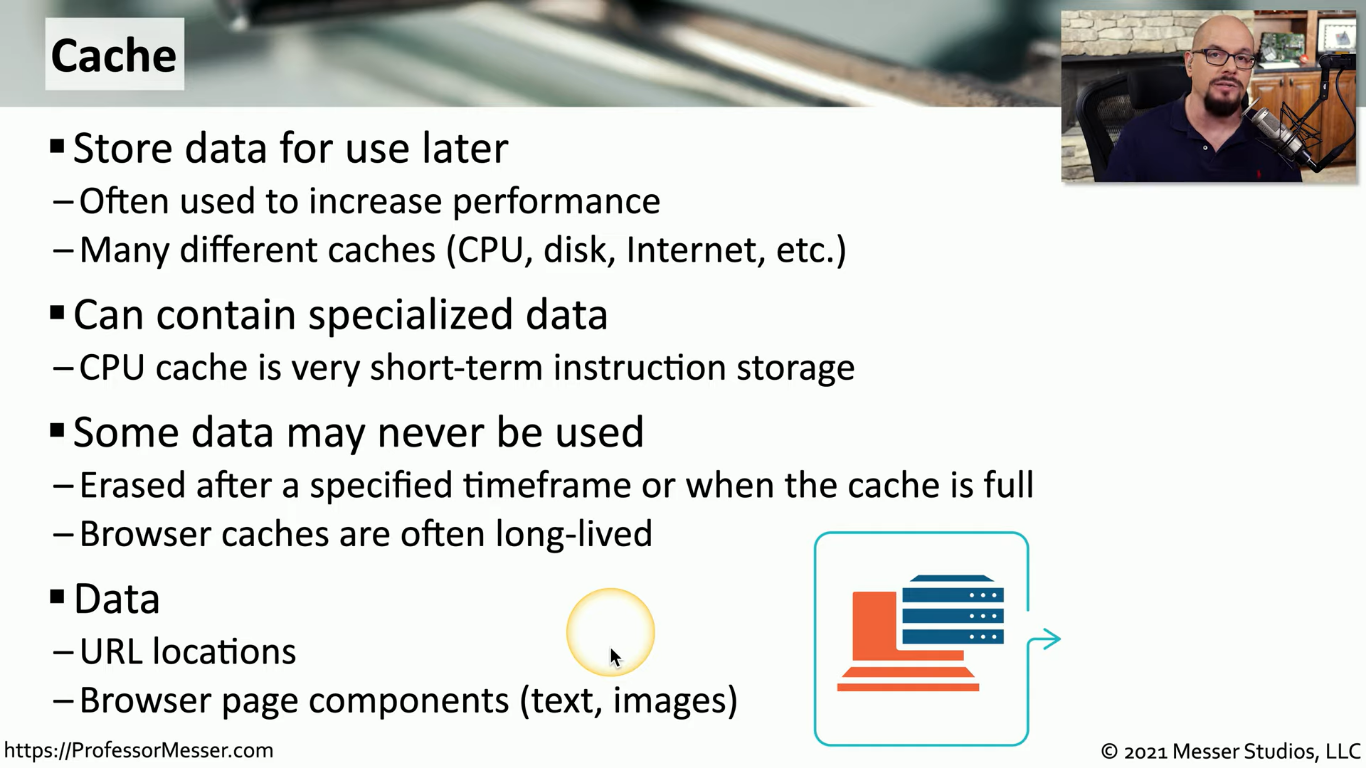 Cache
▪ Store data for use later
– Often used to increase performance
– Many different caches (CPU, disk, Internet, etc.)
▪ Can contain specialized data
– CPU cache is very short-term instruction storage
▪ Some data may never be used
– Erased after a specified timeframe or when the cache is full
– Browser caches are often long-lived
▪ Data
– URL locations
– Browser page components (text, images)
https://ProfessorMesser.com
© 2021 Messer Studios, LLC